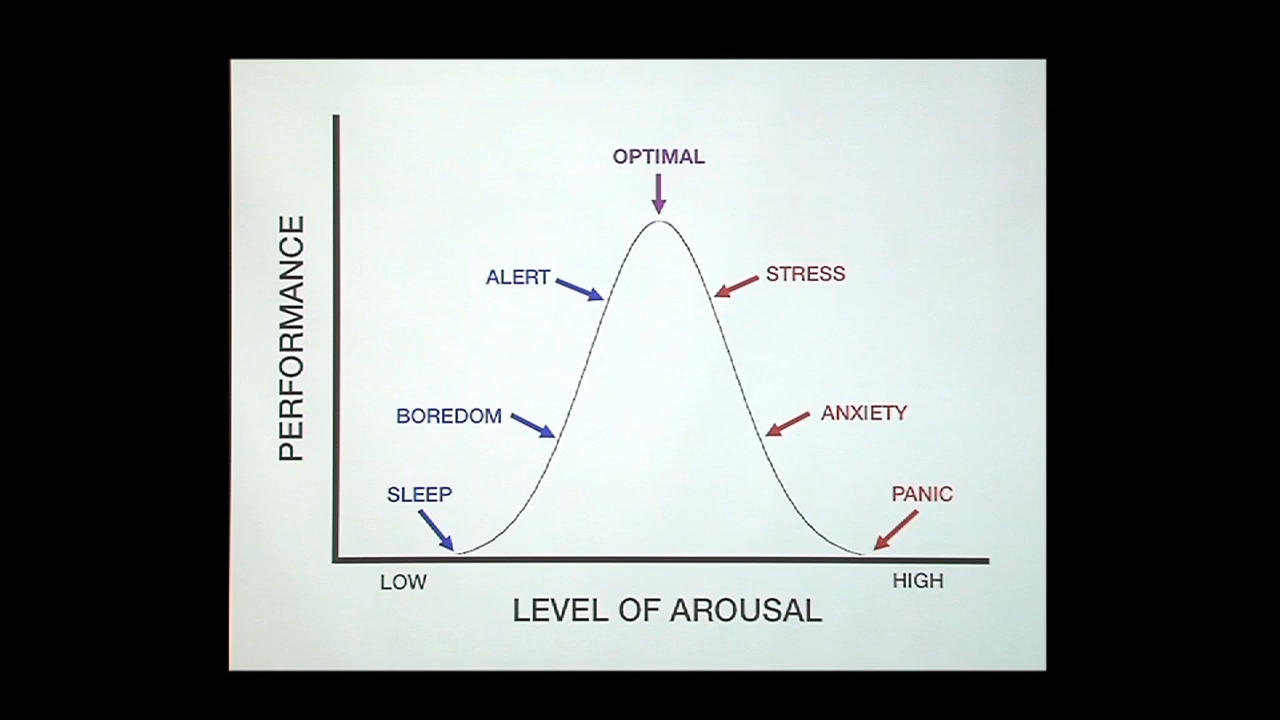 OPTIMAL
ALERT
STRESS
PERFORMANCE
BOREDOM
ANXIETY
SLEEP
PANIC
LOW
HIGH
LEVEL OF AROUSAL